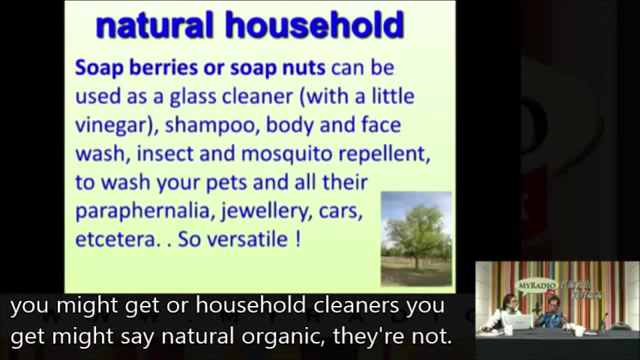 natural household
Soap berries or soap nuts can be
used as a glass cleaner (with a little
vinegar), shampoo, body and face
wash, insect and mosquito repellent,
to wash your pets and all their
paraphernalia, jewellery, cars,
etcetera. . So versatile !
MYRADIO
you might get or household cleaners you
get might say natural organic, they're not.